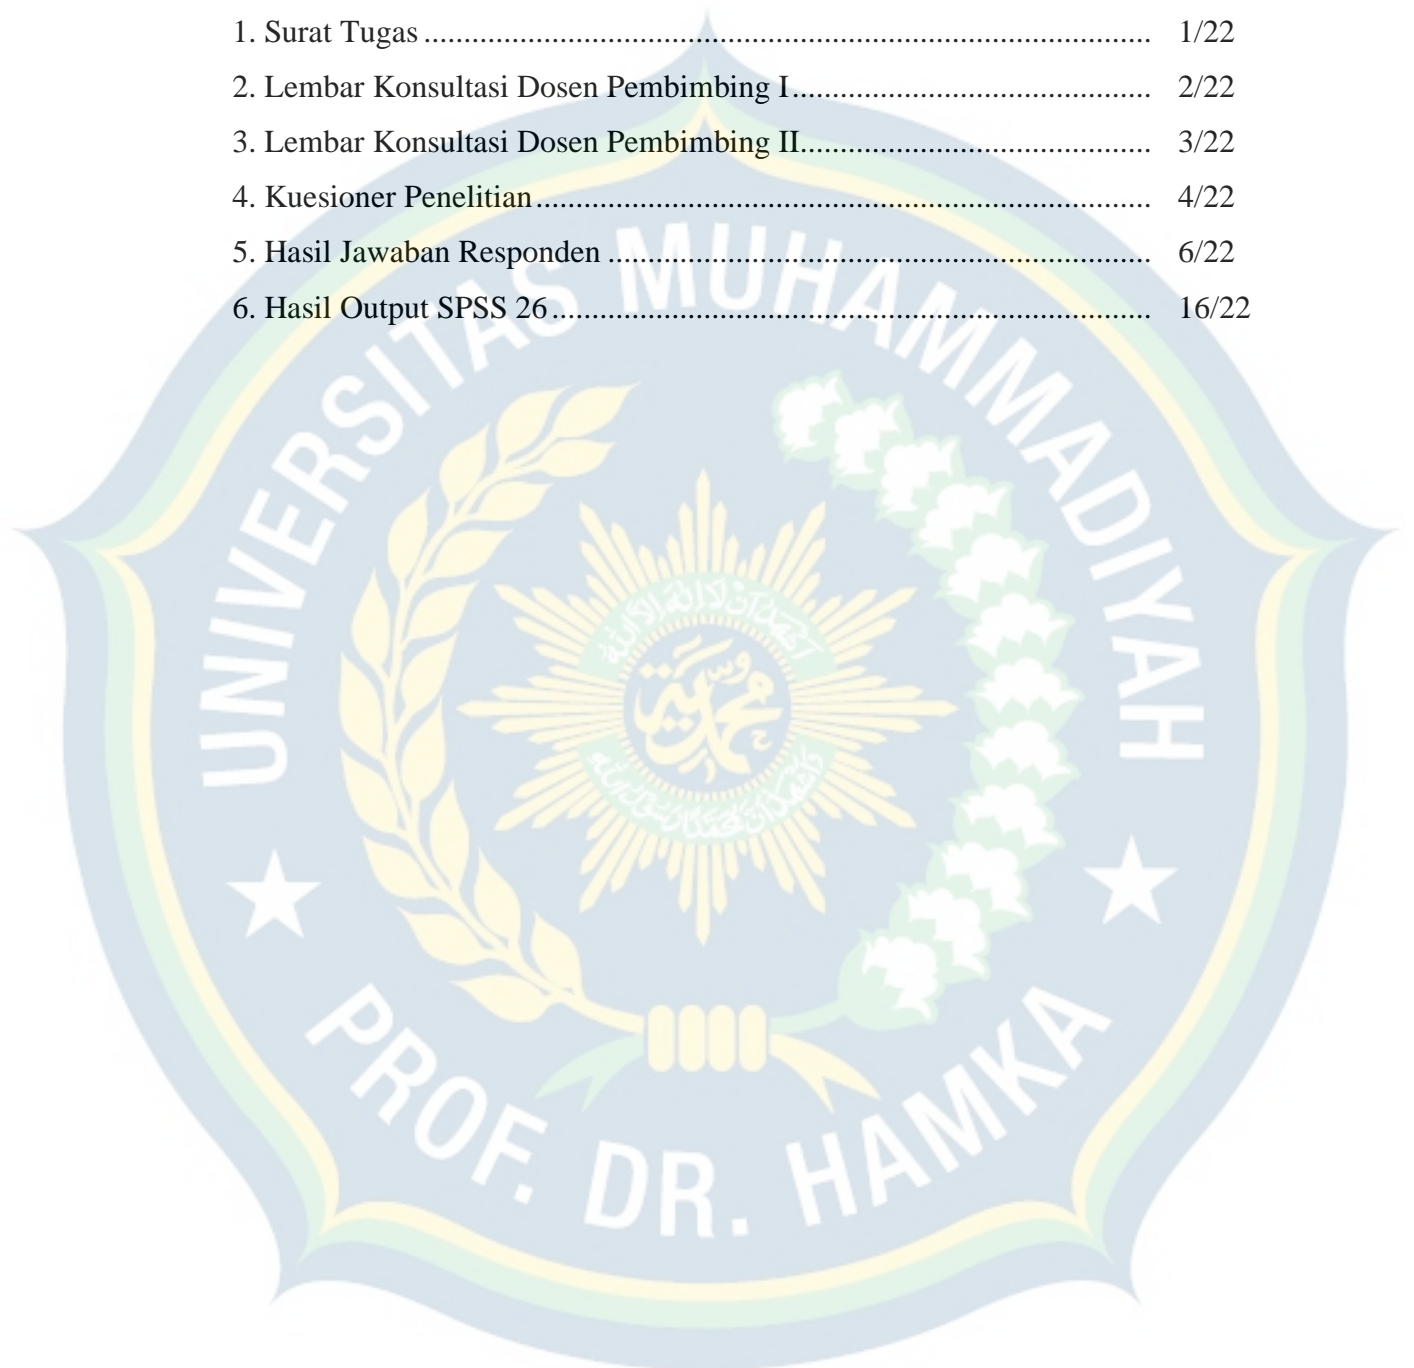 1. Surat Tugas ............................................................................................ 1/22
2. Lembar Konsultasi Dosen Pembimbing I ............................................. 2/22
3. Lembar Konsultasi Dosen Pembimbing II ............................................ 3/22
4. Kuesioner Penelitian .............................................................................. 4/22
5. Hasil Jawaban Responden ..................................................................... 6/22
6. Hasil Output SPSS 26 ............................................................................ 16/22
UNIVERSITAS MUHAMMADIYAH
محمدية
PROF. DR. HAMKA